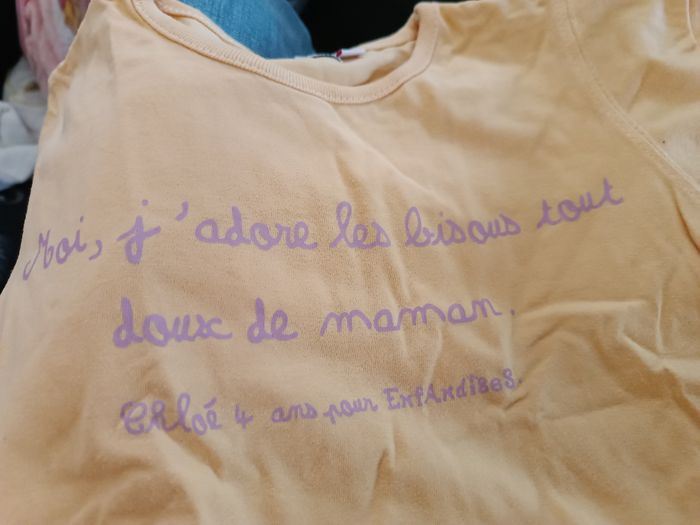 Moi, j'adore les bisous tout
doux de maman.
Chloé 4 ans pour EnfAndises.